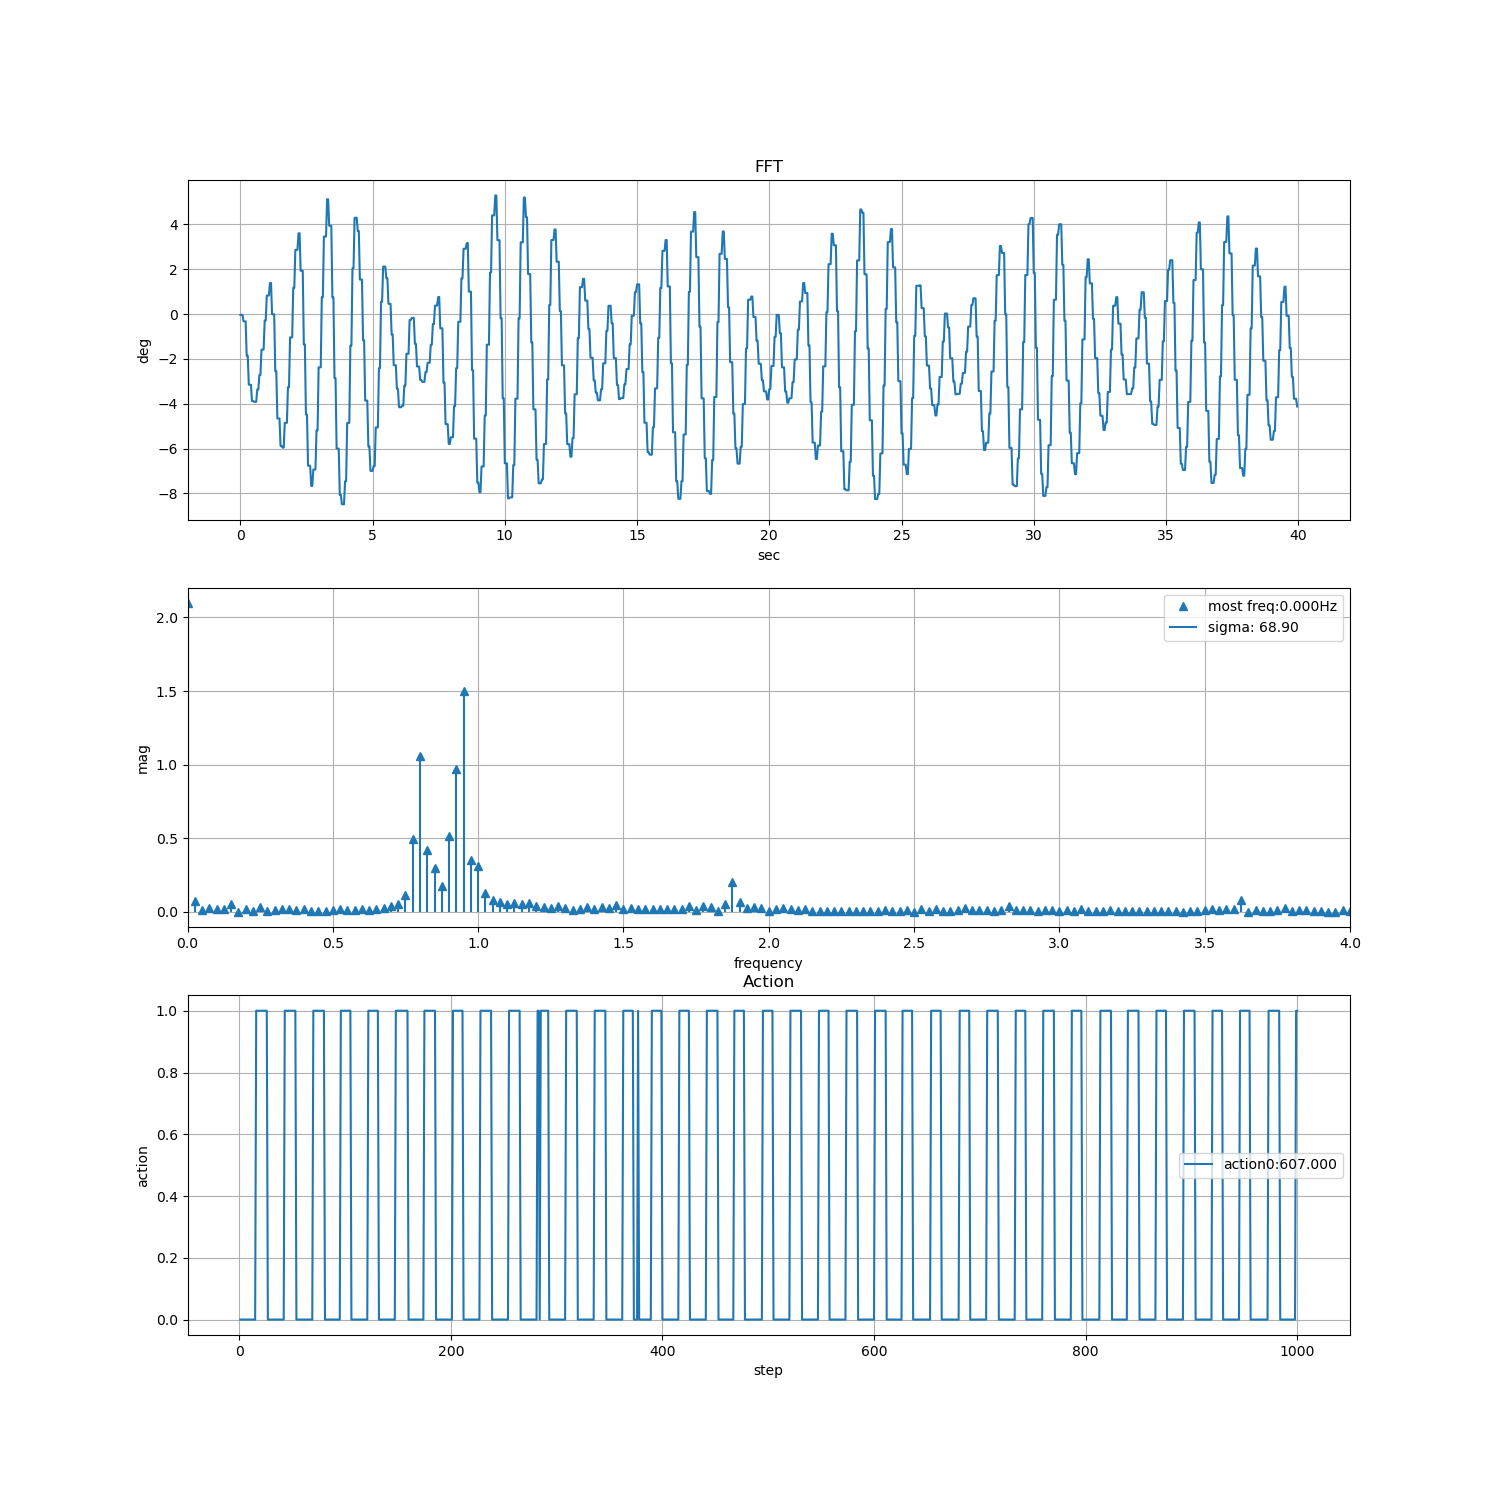 FFT
4
2
0
−2
−4
−6
−8
deg
0 5 10 15 20 25 30 35 40
sec
2.0
1.5
1.0
0.5
0.0
mag
most freq:0.000Hz
sigma: 68.90
0.0 0.5 1.0 1.5 2.0 2.5 3.0 3.5 4.0
frequency
Action
1.0
0.8
0.6
0.4
0.2
0.0
action
action0:607.000
0 200 400 600 800 1000
step